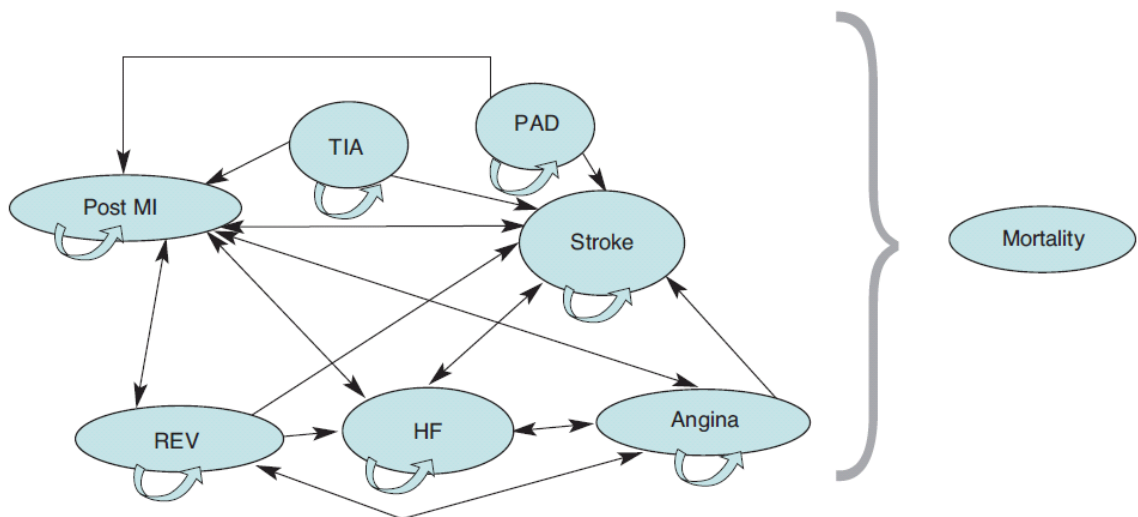 PAD
TIA
Post MI
Stroke
Mortality
REV
HF
Angina